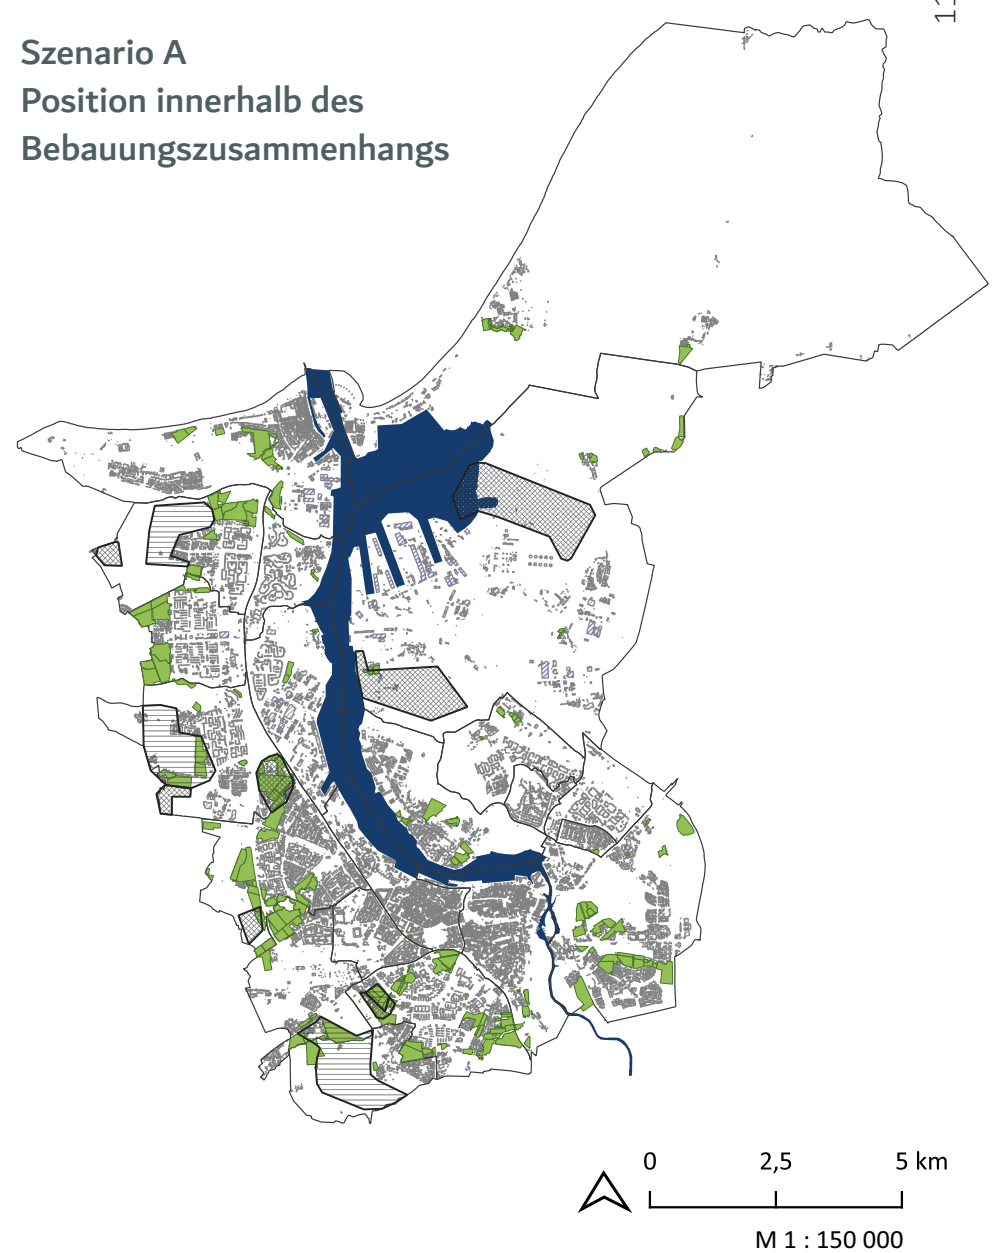 Szenario A
Position innerhalb des
Bebauungszusammenhangs
0 2,5 5 km
M 1 : 150 000